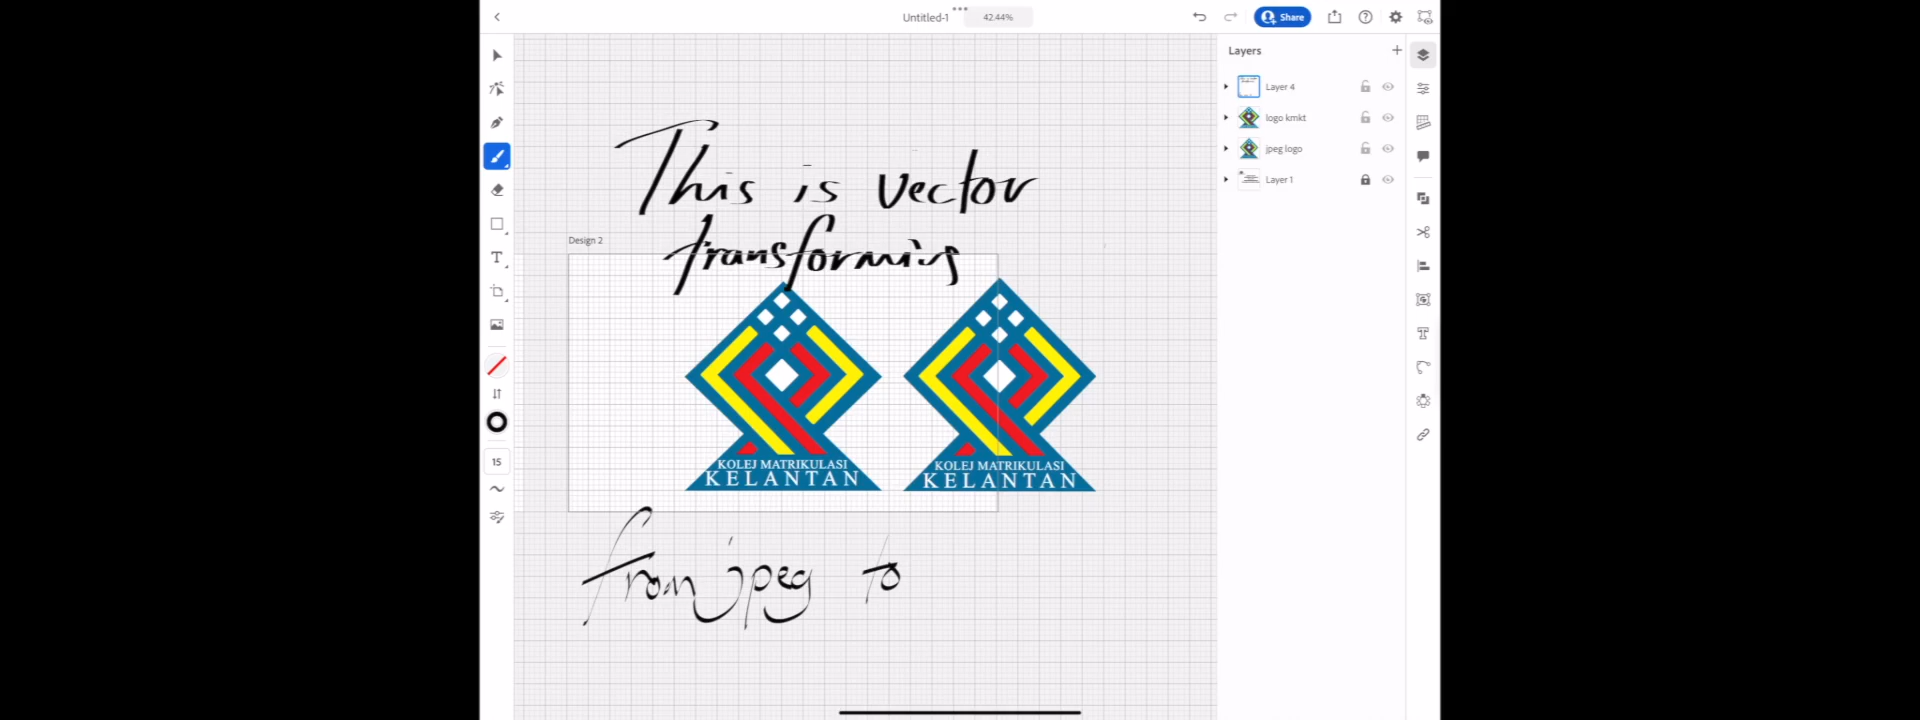 Untitled-1
42.44%
Share
Layers
Layer 4
logo kmkt
jpeg logo
Layer 1
This is vector
Design 2
transforming
KOLEJ MATRIKULASI
KELANTAN
KOLEJ MATRIKULASI
KELANTAN
15
from jpeg to